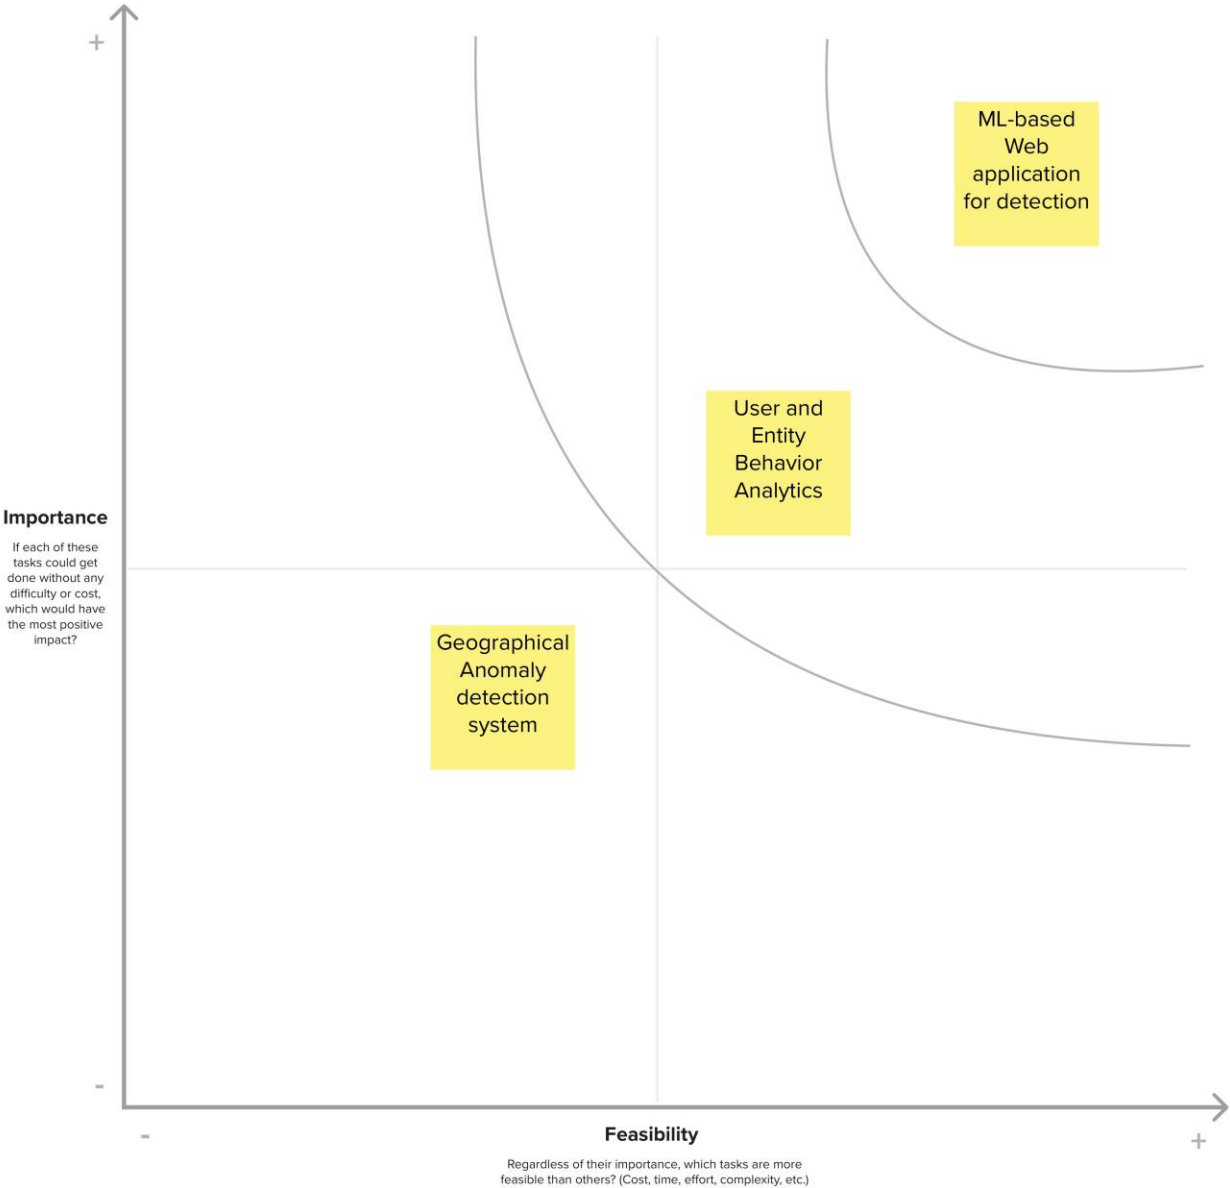 +
ML-based
Web
application
for detection
User and
Entity
Behavior
Analytics
Importance
If each of these
tasks could get
done without any
difficulty or cost,
which would have
the most positive
impact?
Geographical
Anomaly
detection
system
-
-
Feasibility
+
Regardless of their importance, which tasks are more
feasible than others? (Cost, time, effort, complexity, etc.)